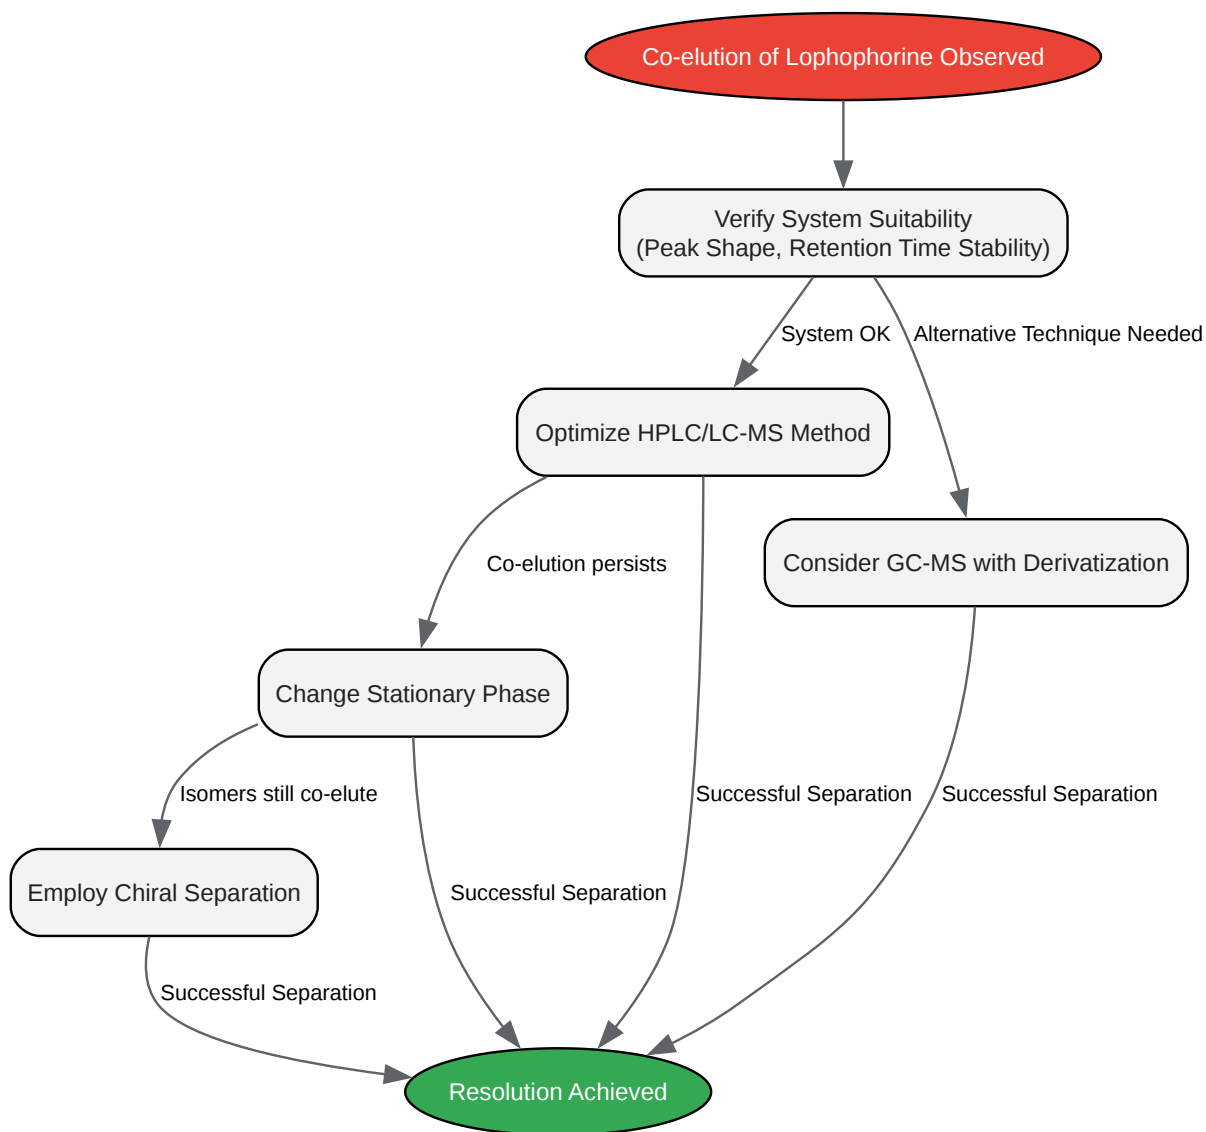 Co-elution of Lophophorine Observed
Verify System Suitability
(Peak Shape, Retention Time Stability)
System OK
Alternative Technique Needed
Optimize HPLC/LC-MS Method
Consider GC-MS with Derivatization
Co-elution persists
Change Stationary Phase
Isomers still co-elute
Successful Separation
Successful Separation
Employ Chiral Separation
Successful Separation
Successful Separation
Resolution Achieved